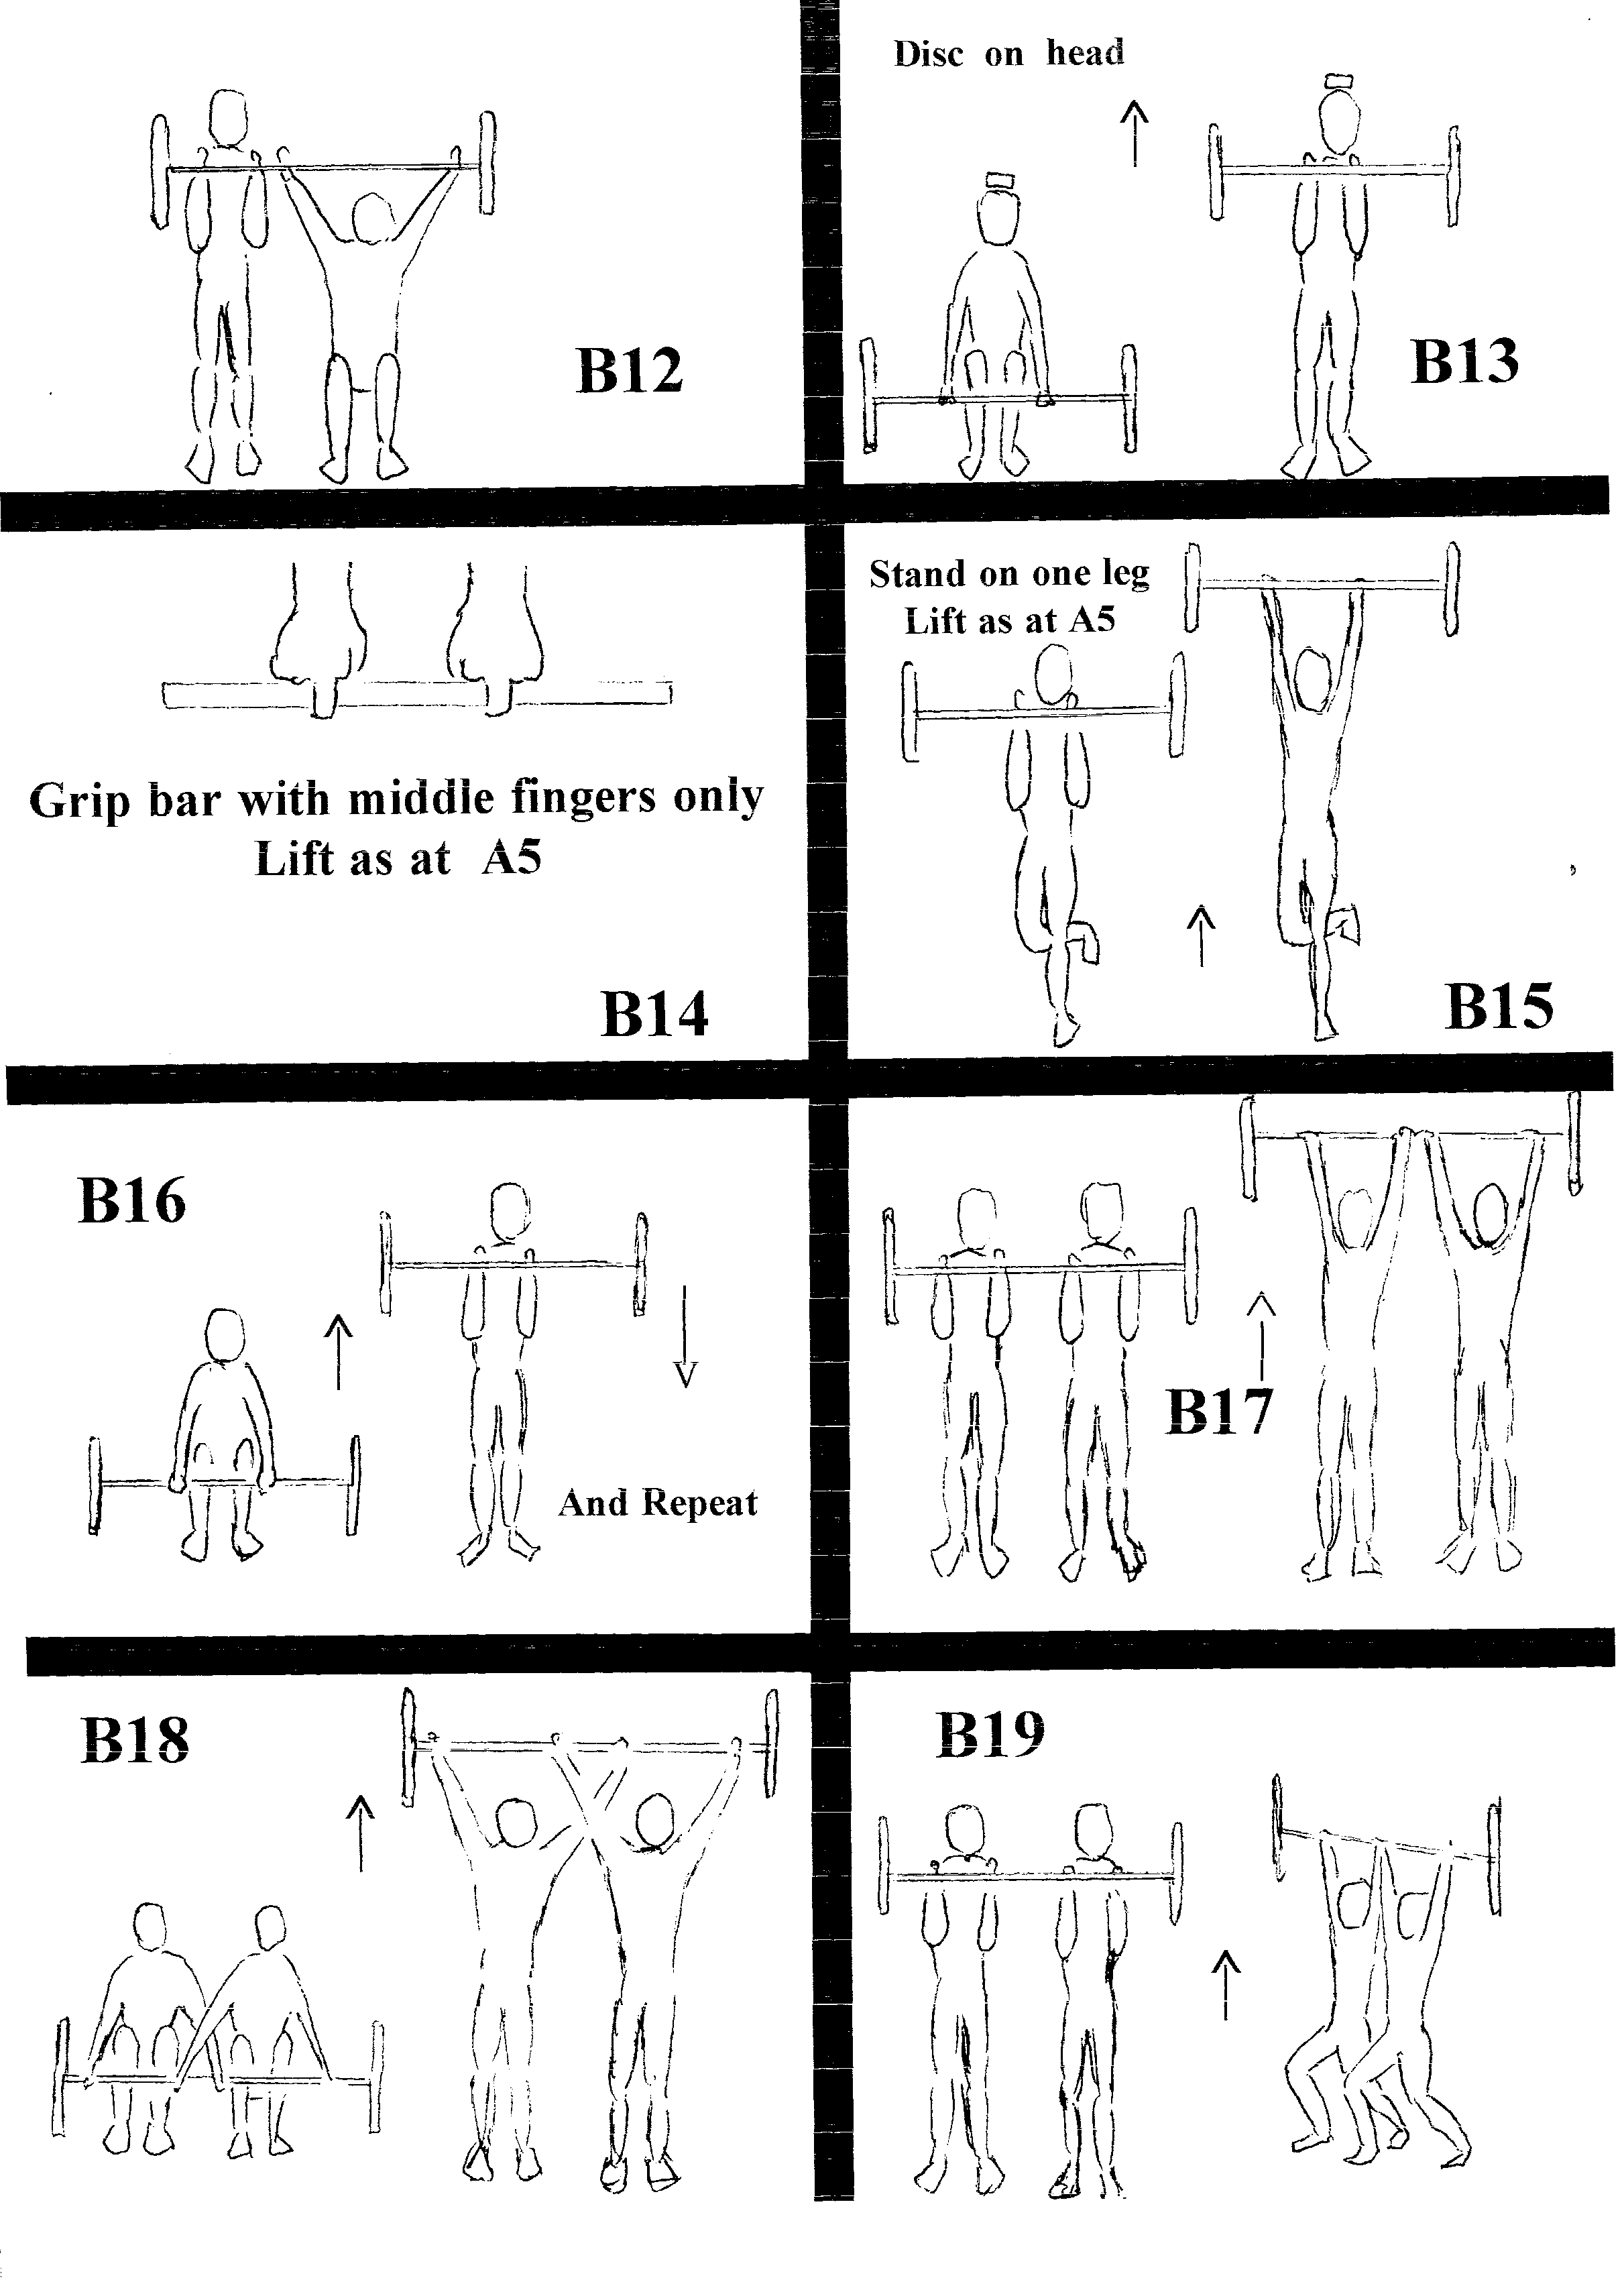 B12
Disc on head
B13
Grip bar with middle fingers only
Lift as at A5
B14
Stand on one leg
Lift as at A5
B15
B16
And Repeat
B17
B18
B19